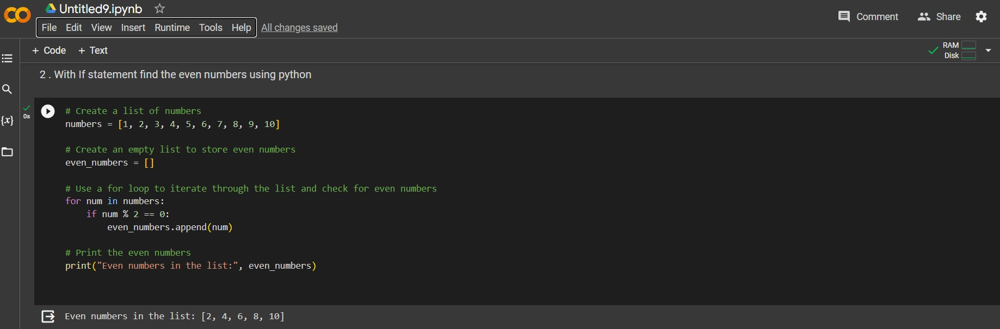 Untitled9.ipynb
File Edit View Insert Runtime Tools Help All changes saved
Comment Share
+ Code + Text
RAM
Disk
2 . With If statement find the even numbers using python
{x}
0s
# Create a list of numbers
numbers = [1, 2, 3, 4, 5, 6, 7, 8, 9, 10]
# Create an empty list to store even numbers
even_numbers = []
# Use a for loop to iterate through the list and check for even numbers
for num in numbers:
    if num % 2 == 0:
        even_numbers.append(num)
# Print the even numbers
print("Even numbers in the list:", even_numbers)
Even numbers in the list: [2, 4, 6, 8, 10]